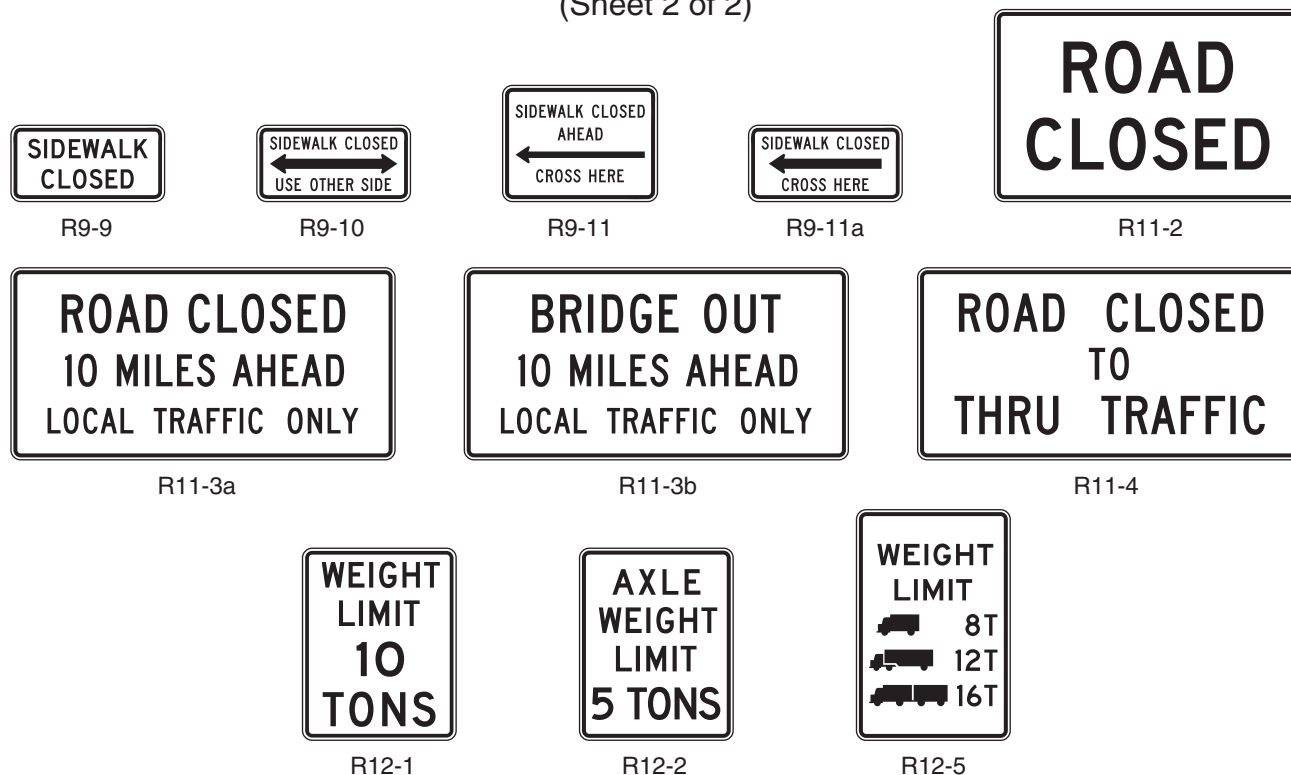 (Sheet 2 of 2)
SIDEWALK
CLOSED
R9-9
SIDEWALK CLOSED
USE OTHER SIDE
R9-10
SIDEWALK CLOSED
AHEAD
CROSS HERE
R9-11
SIDEWALK CLOSED
CROSS HERE
R9-11a
ROAD
CLOSED
R11-2
ROAD CLOSED
10 MILES AHEAD
LOCAL TRAFFIC ONLY
R11-3a
BRIDGE OUT
10 MILES AHEAD
LOCAL TRAFFIC ONLY
R11-3b
ROAD CLOSED
TO
THRU TRAFFIC
R11-4
WEIGHT
LIMIT
10
TONS
R12-1
AXLE
WEIGHT
LIMIT
5 TONS
R12-2
WEIGHT
LIMIT
8T
12T
16T
R12-5